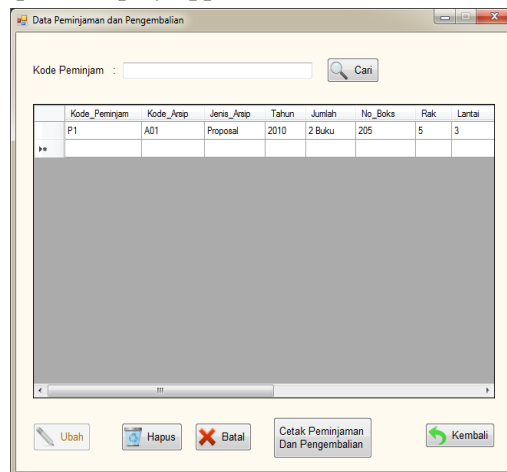 Data Peminjaman dan Pengembalian
Kode Peminjam :
Cari
Kode_Peminjam Kode_Arsip Jenis_Arsip Tahun Jumlah No_Boks Rak Lantai
P1 A01 Proposal 2010 2 Buku 205 5 3
Ubah
Hapus
Batal
Cetak Peminjaman
Dan Pengembalian
Kembali